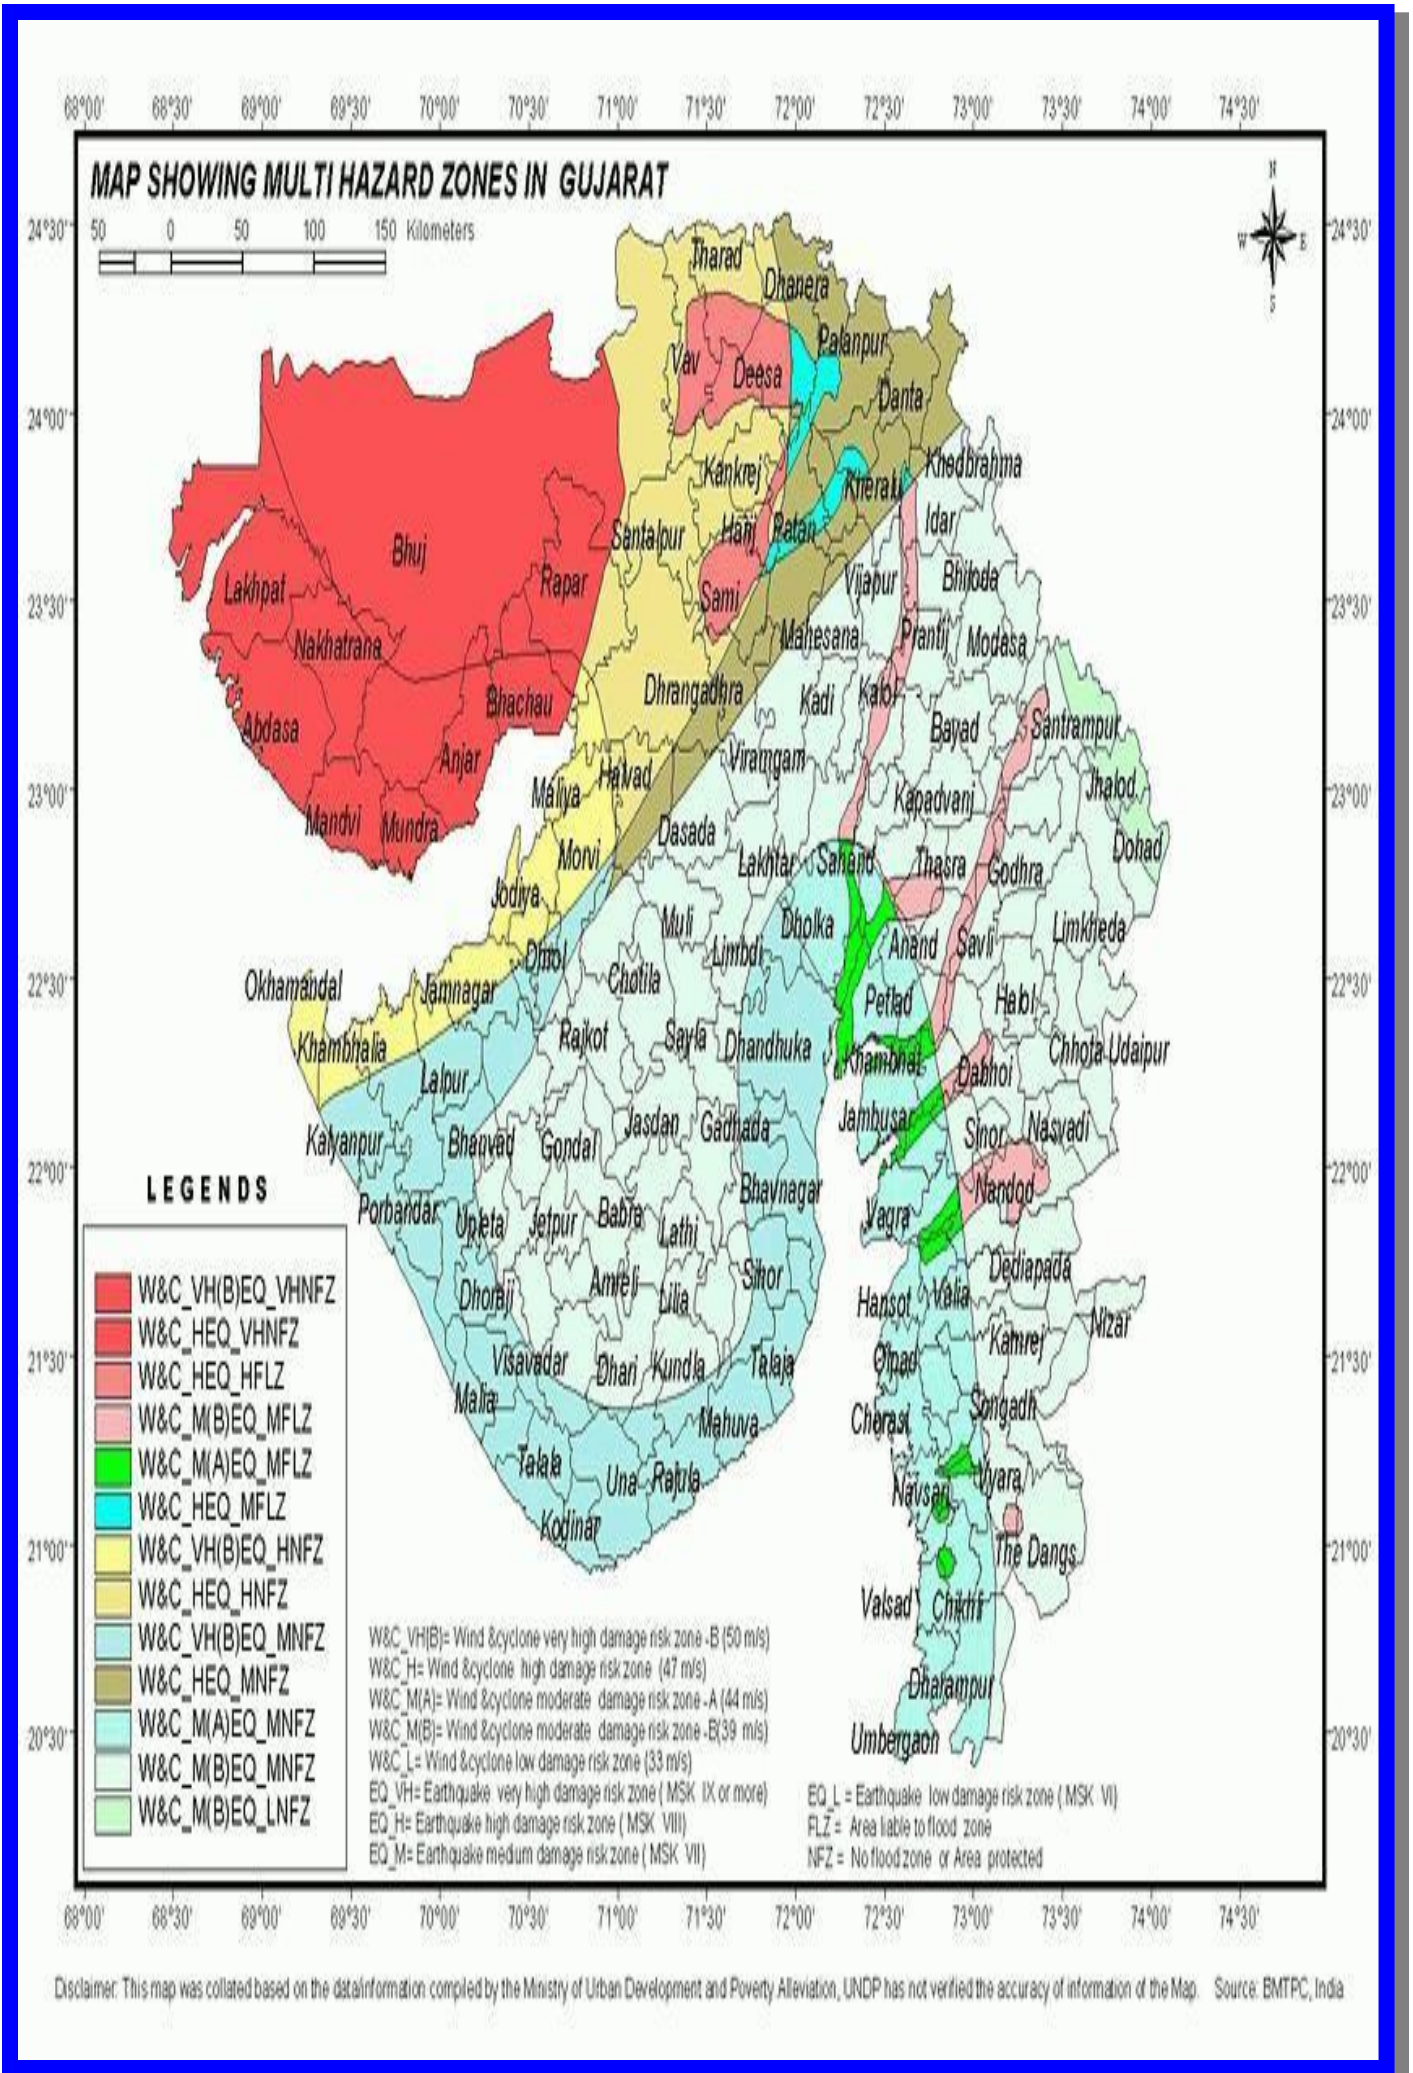 68°00' 68°30' 69°00' 69°30' 70°00' 70°30' 71°00' 71°30' 72°00' 72°30' 73°00' 73°30' 74°00' 74°30'
MAP SHOWING MULTI HAZARD ZONES IN GUJARAT
50 0 50 100 150 Kilometers
N
W E
S
24°30' 24°30'
24°00' 24°00'
23°30' 23°30'
23°00' 23°00'
22°30' 22°30'
22°00' 22°00'
21°30' 21°30'
21°00' 21°00'
20°30' 20°30'
Tharad
Dhanera
Palanpur
Vav
Deesa
Danta
Kankrej
Kheralu
Khedbrahma
Santalpur
Harij
Patan
Idar
Bhuj
Rapar
Lakhpat
Sami
Vijapur
Bhiloda
Nakhatrana
Mahesana
Prantij
Modasa
Dhrangadhra
Kadi
Kalol
Bhachau
Abdasa
Bayad
Santrampur
Anjar
Viramgam
Halvad
Maliya
Kapadvanj
Jhalod
Mandvi
Mundra
Dasada
Morvi
Lakhtar
Sanand
Thasra
Godhra
Dohad
Jodiya
Muli
Dholka
Limkheda
Limbdi
Anand
Savli
Dhrol
Chotila
Okhamandal
Jamnagar
Petlad
Halol
Khambhalia
Rajkot
Sayla
Dhandhuka
Khambhat
Chhota Udaipur
Lalpur
Dabhoi
Jambusar
Kalyanpur
Bhanvad
Gondal
Jasdan
Gadhada
Sinor
Nasvadi
Bhavnagar
Nandod
Porbandar
Upleta
Jetpur
Babra
Lathi
Vagra
Dhoraji
Amreli
Lilia
Sihor
Dediapada
Hansot
Valia
Visavadar
Dhari
Kundla
Talaja
Olpad
Kamrej
Nizar
Malia
Mahuva
Chorasi
Songadh
Talala
Una
Rajula
Navsari
Vyara
Kodinar
The Dangs
Valsad
Chikhli
Dharampur
Umbergaon
LEGENDS
W&C_VH(B)EQ_VHNFZ
W&C_HEQ_VHNFZ
W&C_HEQ_HFLZ
W&C_M(B)EQ_MFLZ
W&C_M(A)EQ_MFLZ
W&C_HEQ_MFLZ
W&C_VH(B)EQ_HNFZ
W&C_HEQ_HNFZ
W&C_VH(B)EQ_MNFZ
W&C_HEQ_MNFZ
W&C_M(A)EQ_MNFZ
W&C_M(B)EQ_MNFZ
W&C_M(B)EQ_LNFZ
W&C_VH(B)= Wind &cyclone very high damage risk zone -B (50 m/s)
W&C_H= Wind &cyclone high damage risk zone (47 m/s)
W&C_M(A)= Wind &cyclone moderate damage risk zone -A (44 m/s)
W&C_M(B)= Wind &cyclone moderate damage risk zone -B(39 m/s)
W&C_L= Wind &cyclone low damage risk zone (33 m/s)
EQ_VH= Earthquake very high damage risk zone ( MSK IX or more)
EQ_H= Earthquake high damage risk zone ( MSK VIII)
EQ_M= Earthquake medium damage risk zone ( MSK VII)
EQ_L = Earthquake low damage risk zone ( MSK VI)
FLZ = Area liable to flood zone
NFZ = No flood zone or Area protected
68°00' 68°30' 69°00' 69°30' 70°00' 70°30' 71°00' 71°30' 72°00' 72°30' 73°00' 73°30' 74°00' 74°30'
Disclaimer: This map was collated based on the data/information compiled by the Ministry of Urban Development and Poverty Alleviation, UNDP has not verified the accuracy of information of the Map. Source: BMTPC, India